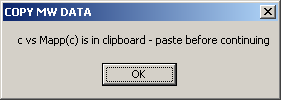 COPY MW DATA
c vs Mapp(c) is in clipboard - paste before continuing
OK